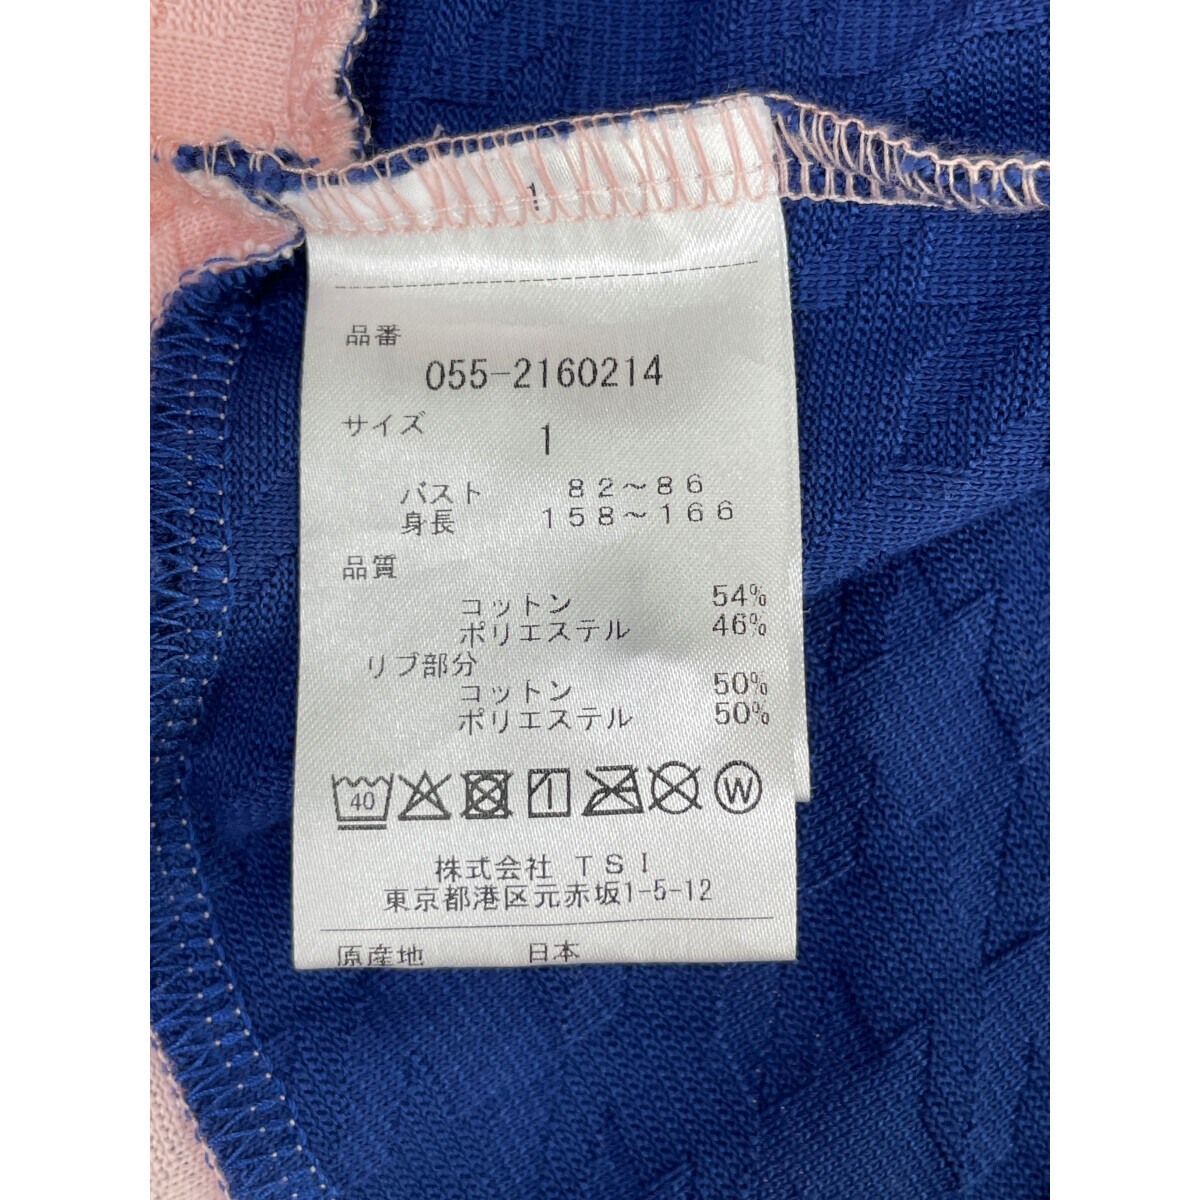 1
品番
055-2160214
サイズ 1
バスト 82～86
身長 158～166
品質
コットン 54%
ポリエステル 46%
リブ部分
コットン 50%
ポリエステル 50%
40 W
株式会社 TSI
東京都港区元赤坂1-5-12
原産地 日本